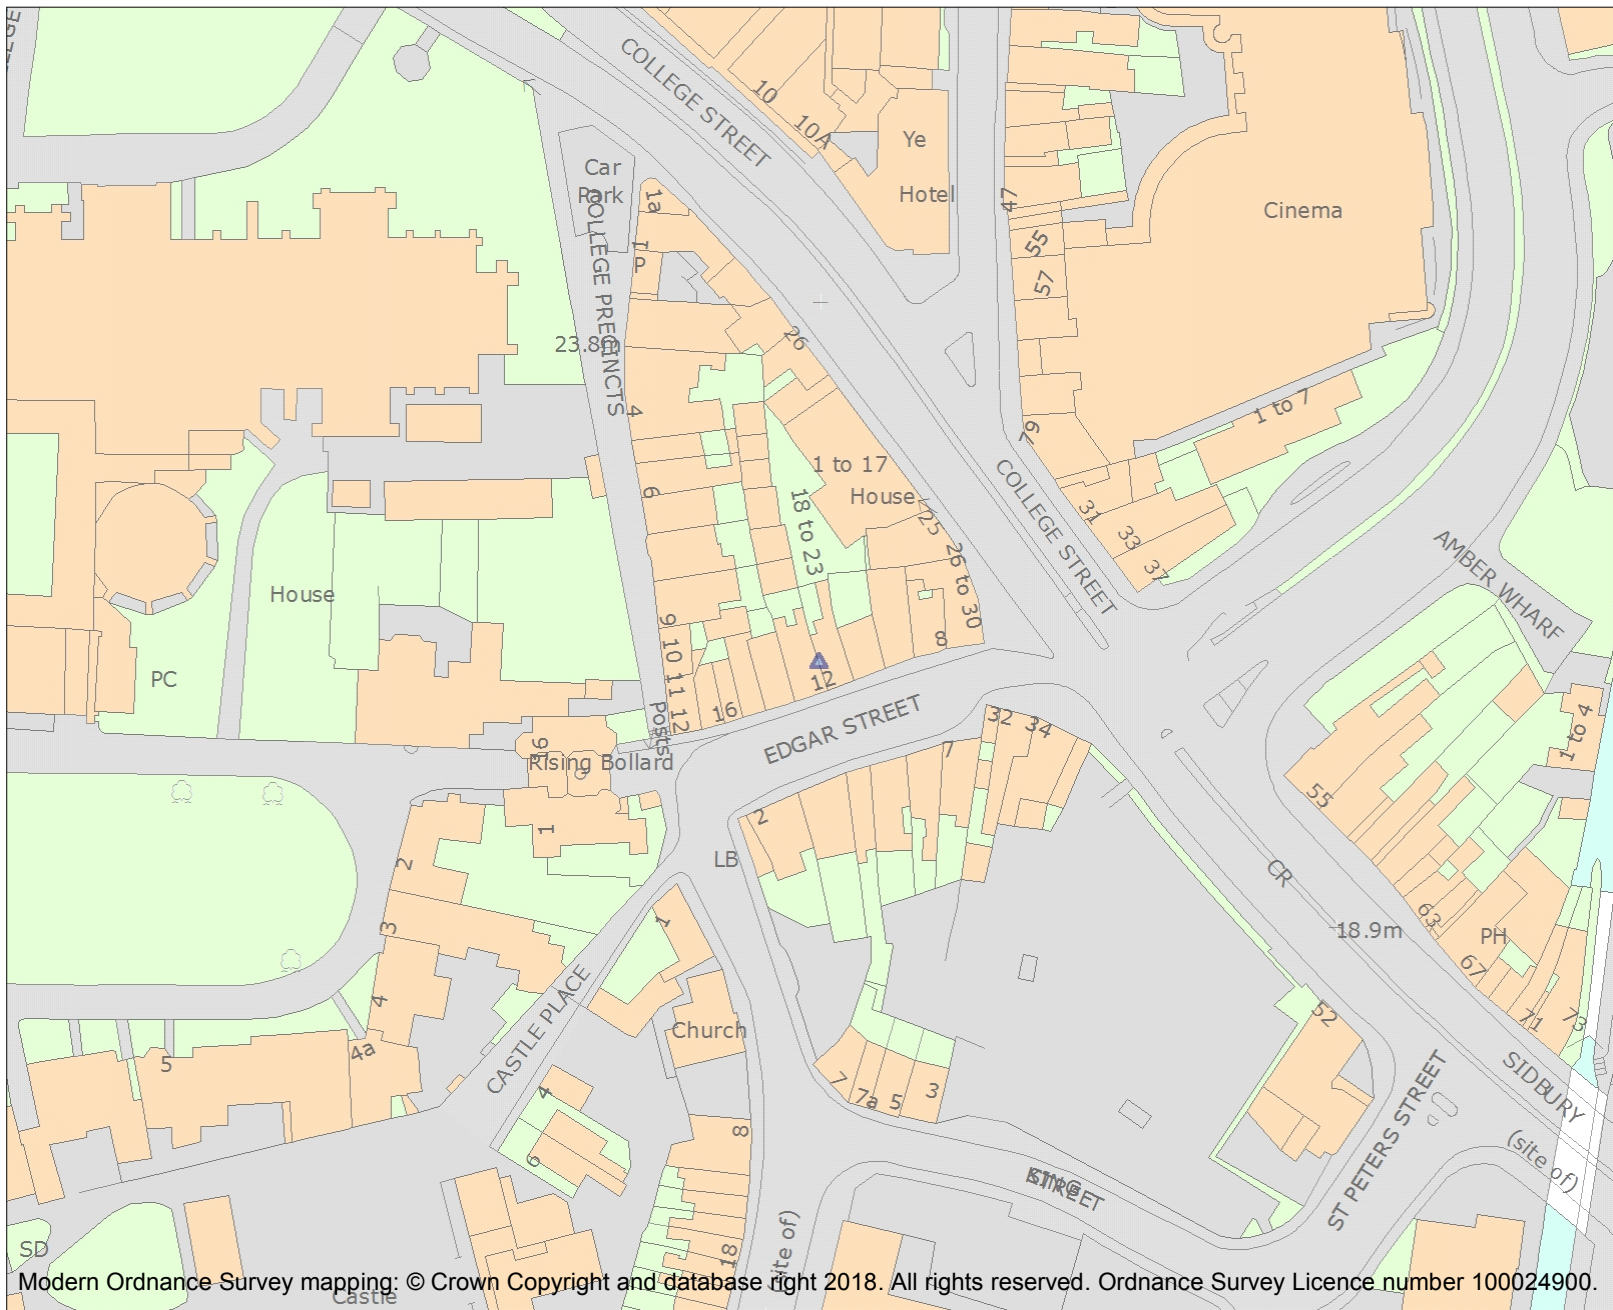 COLLEGE STREET
10
10A
Ye
Hotel
47
55
57
Cinema
Car
Park
COLLEGE PRECINCTS
1a
1
P
23.8m
26
4
79
1 to 7
1 to 17
House
6
18 to 23
25
26 to 30
COLLEGE STREET
31
33
37
AMBER WHARF
House
PC
9
10
11
12
8
12
16
EDGAR STREET
Posts
32
34
1 to 4
Rising Bollard
7
2
55
1
LB
2
CR
3
1
63
18.9m
PH
67
4
CASTLE PLACE
Church
52
71
73
5
4a
7
7a
5
3
4
8
SIDBURY
(site of)
6
KING STREET
ST PETERS STREET
SD
18
(site of)
Castle
Modern Ordnance Survey mapping: © Crown Copyright and database right 2018. All rights reserved. Ordnance Survey Licence number 100024900.